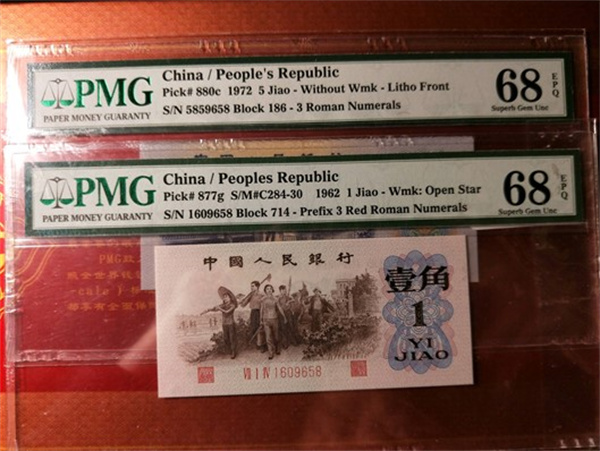 PMG
PAPER MONEY GUARANTY
China / People's Republic
Pick# 880c 1972 5 Jiao - Without Wmk - Litho Front
S/N 5859658 Block 186 - 3 Roman Numerals
68 EPQ
Superb Gem Unc
PMG
PAPER MONEY GUARANTY
China / Peoples Republic
Pick# 877g S/M#C284-30 1962 1 Jiao - Wmk: Open Star
S/N 1609658 Block 714 - Prefix 3 Red Roman Numerals
68 EPQ
Superb Gem Unc
中國人民銀行
壹角
1
YI
JIAO
VII I IV 1609658